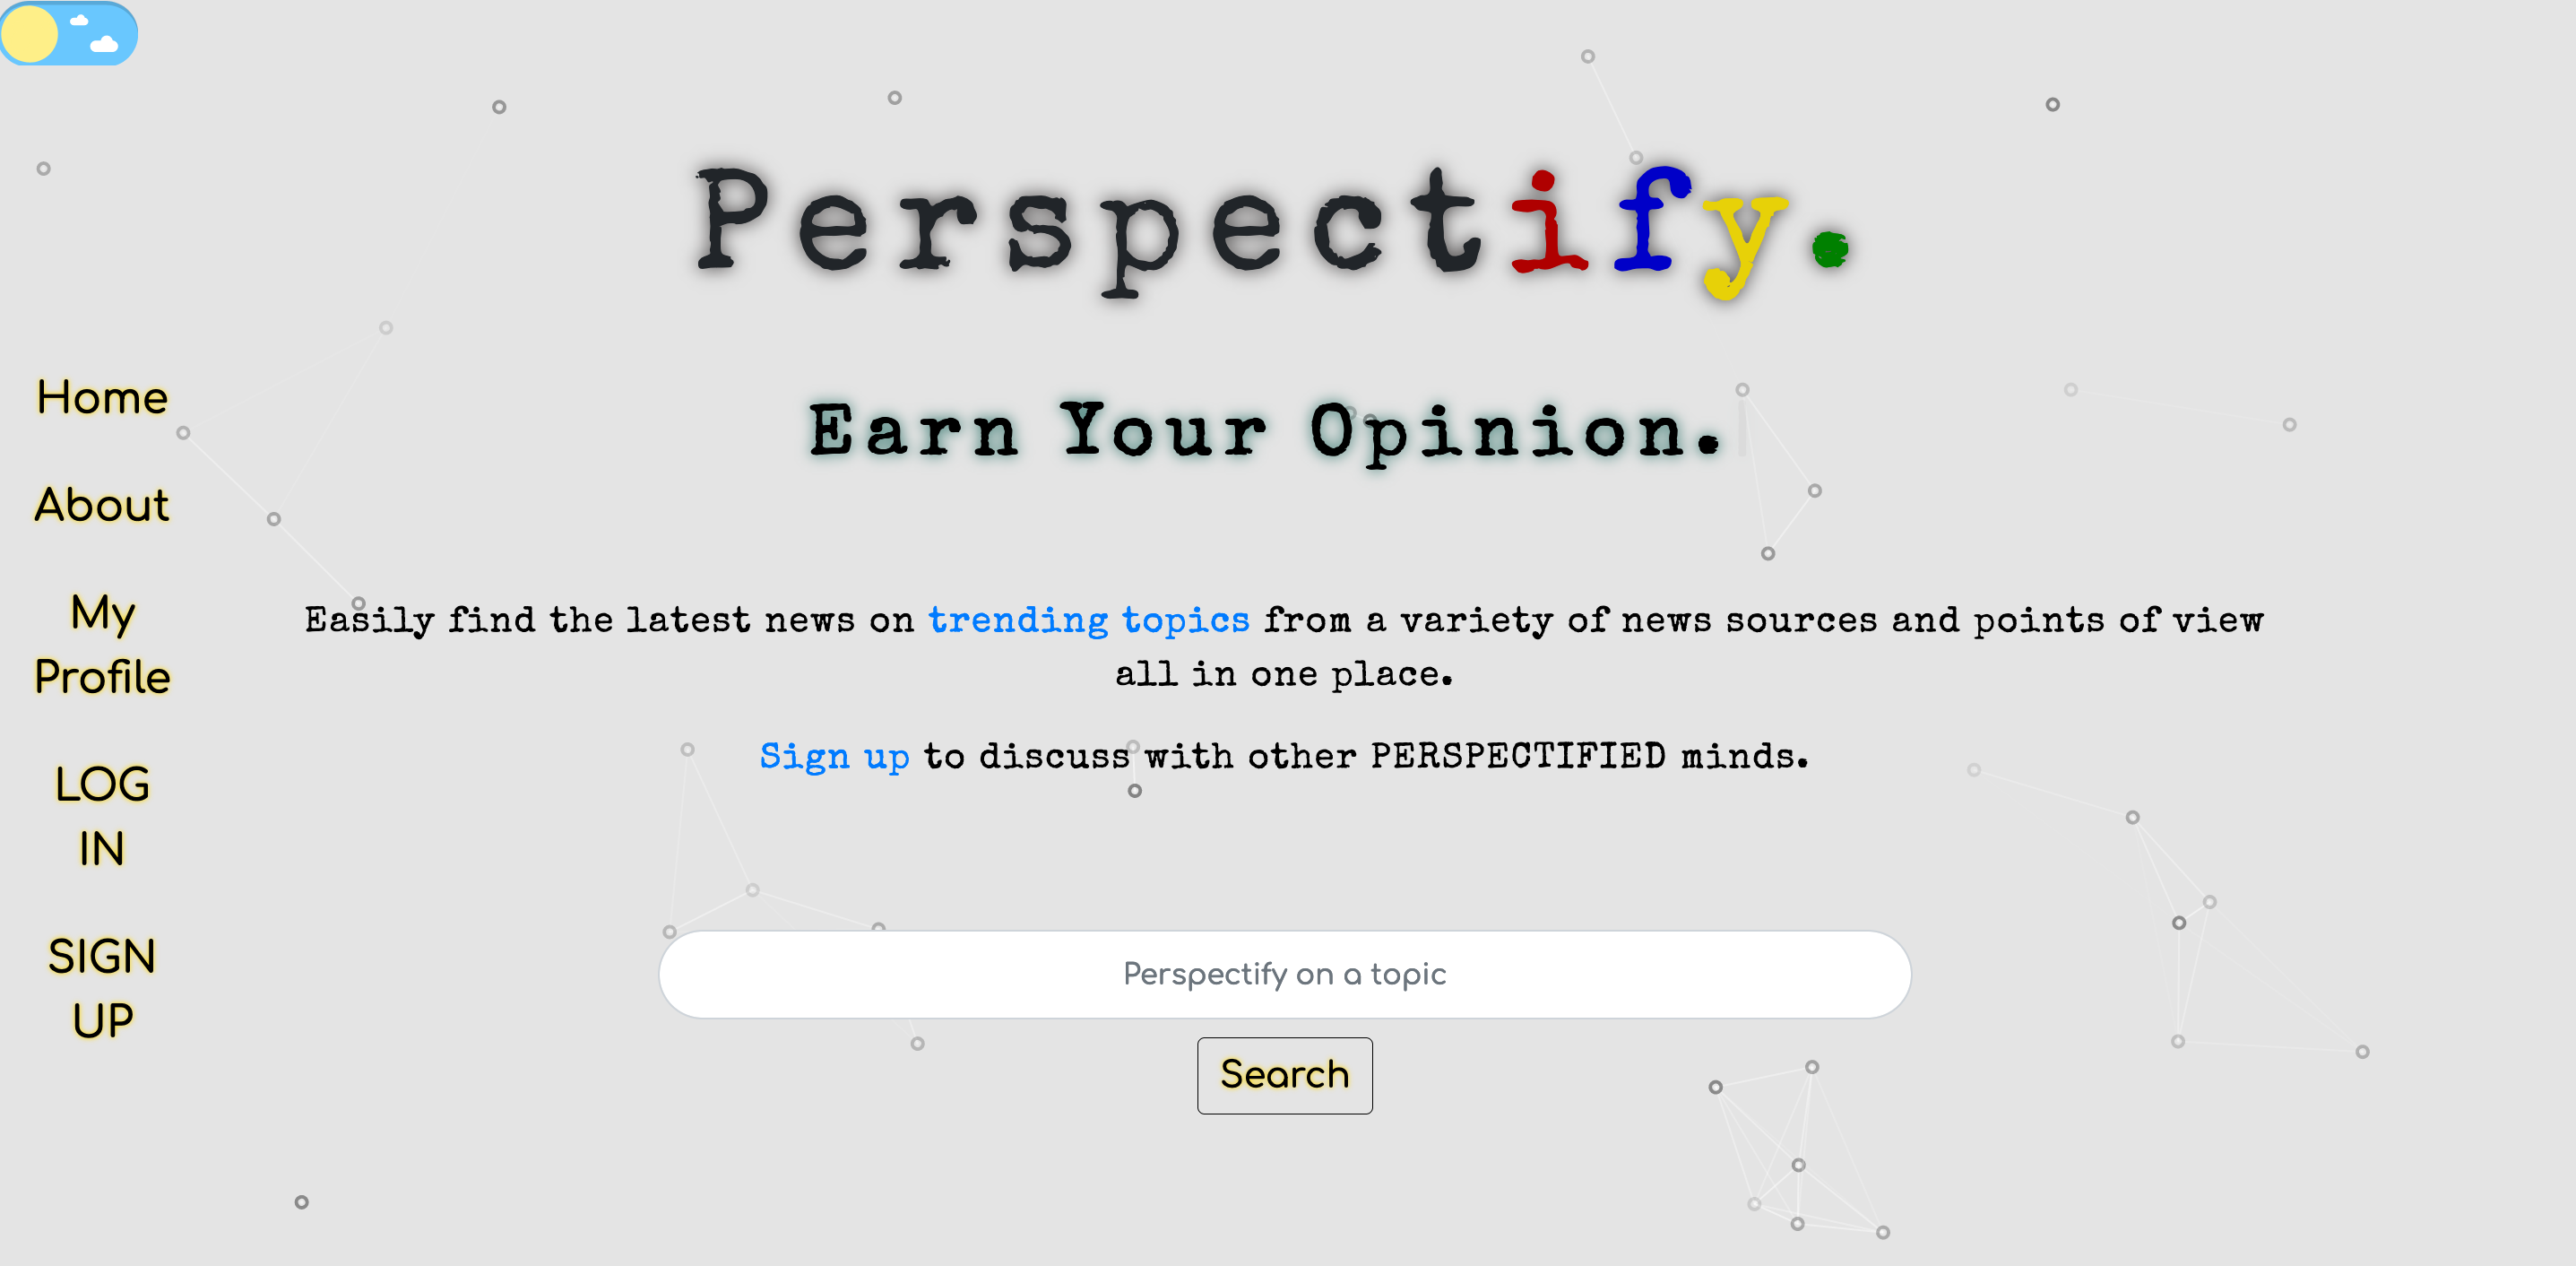 Perspectify.
Home
About
My
Profile
LOG
IN
SIGN
UP
Earn Your Opinion.
Easily find the latest news on trending topics from a variety of news sources and points of view
all in one place.
Sign up to discuss with other PERSPECTIFIED minds.
Perspectify on a topic
Search